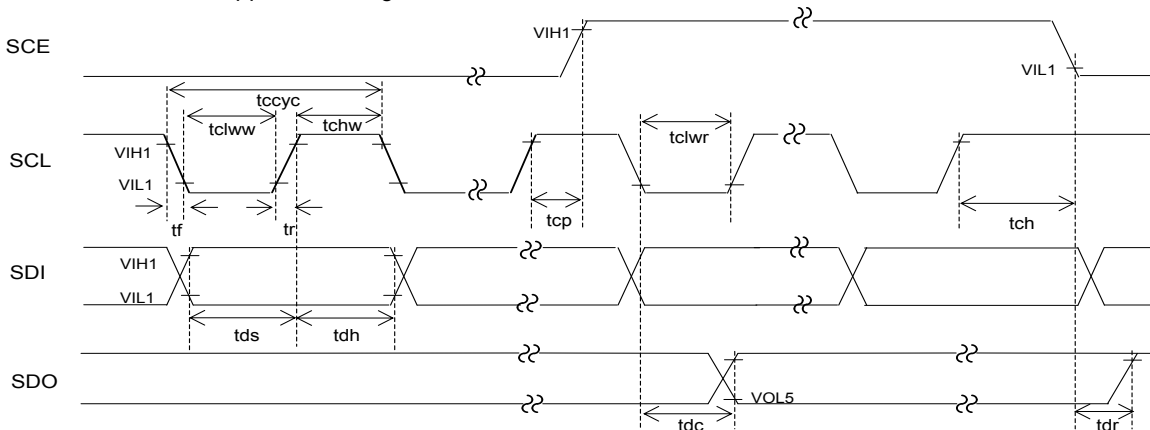 SCE
VIH1
VIL1
tccyc
tclww
tchw
tclwr
SCL
VIH1
VIL1
tf
tr
tcp
tch
SDI
VIH1
VIL1
tds
tdh
SDO
VOL5
tdc
tdr